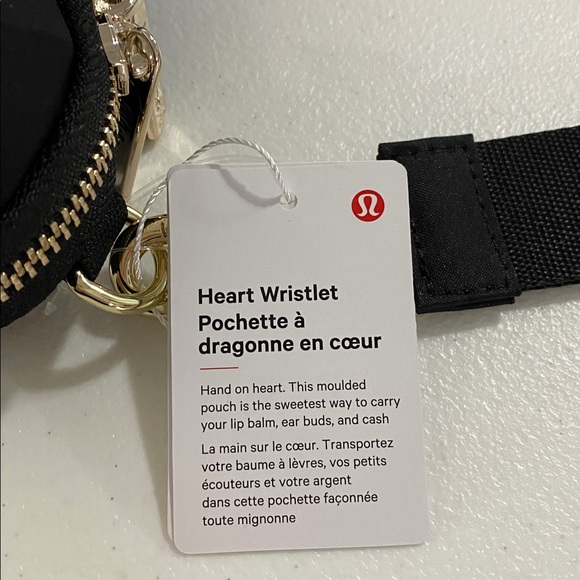 Heart Wristlet
Pochette à
dragonne en cœur
Hand on heart. This moulded
pouch is the sweetest way to carry
your lip balm, ear buds, and cash
La main sur le cœur. Transportez
votre baume à lèvres, vos petits
écouteurs et votre argent
dans cette pochette façonnée
toute mignonne